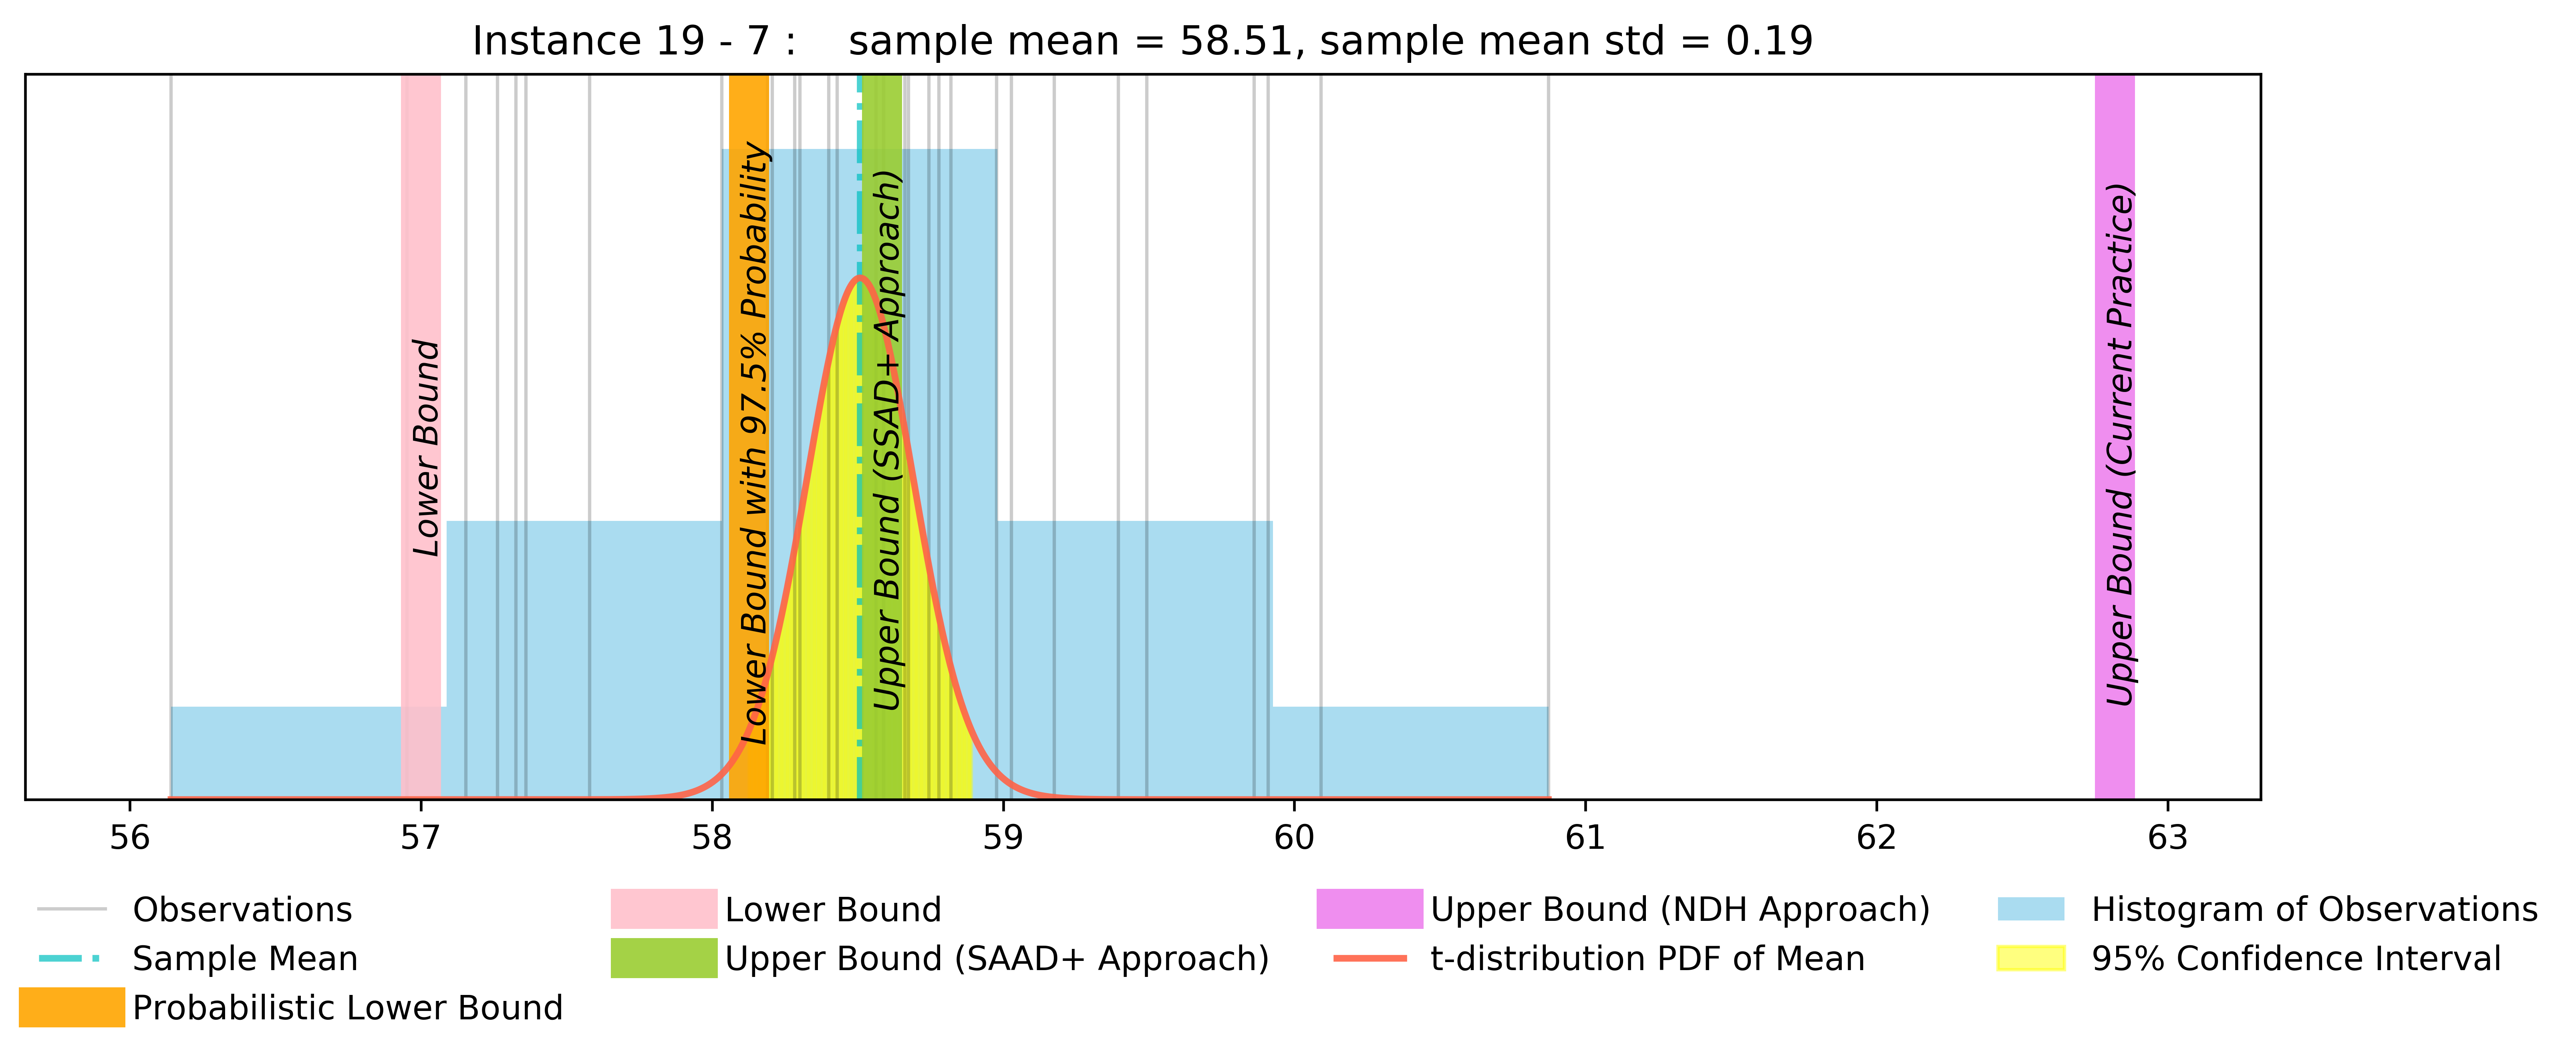 Instance 19 - 7 :    sample mean = 58.51, sample mean std = 0.19
Lower Bound
Lower Bound with 97.5% Probability
Upper Bound (SSAD+ Approach)
Upper Bound (Current Practice)
56 57 58 59 60 61 62 63
Observations
Sample Mean
Probabilistic Lower Bound
Lower Bound
Upper Bound (SAAD+ Approach)
Upper Bound (NDH Approach)
t-distribution PDF of Mean
Histogram of Observations
95% Confidence Interval